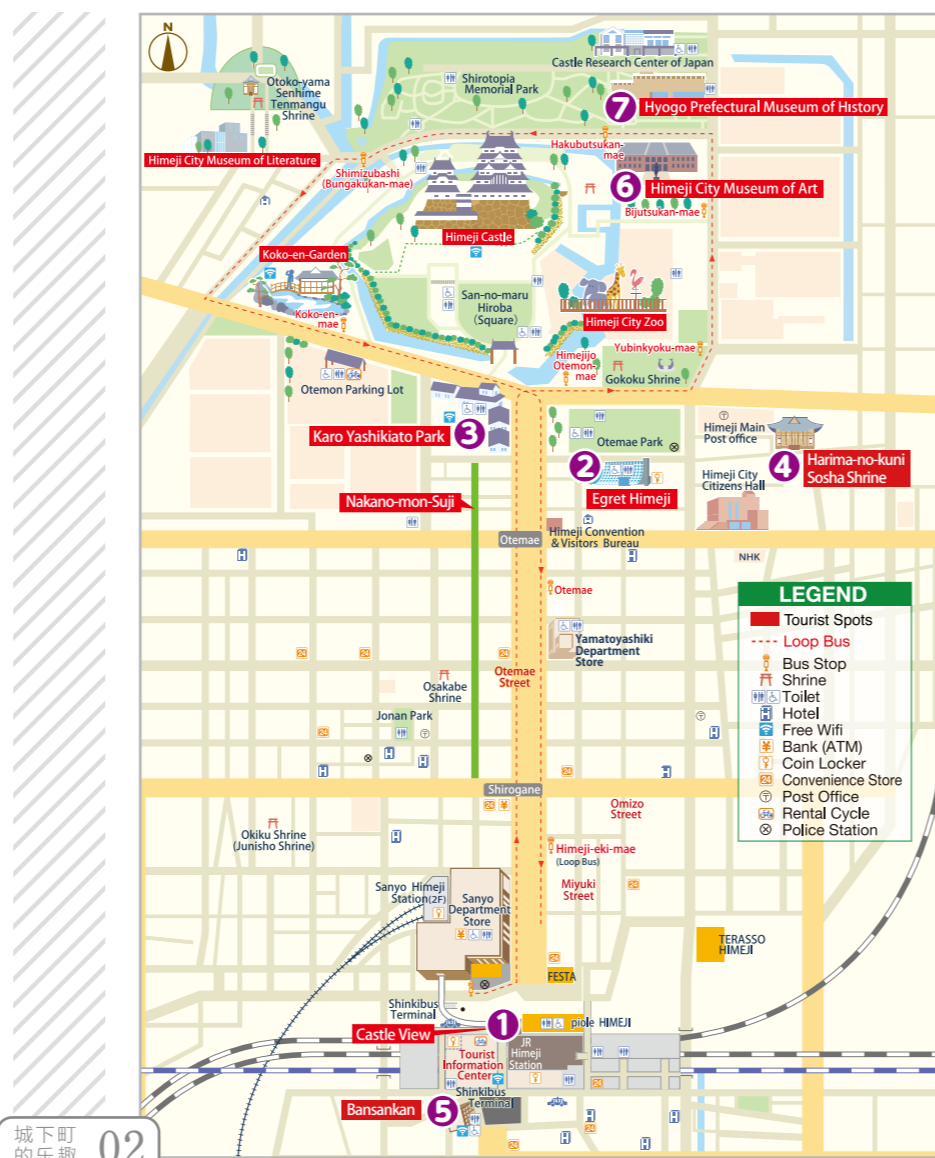 N
Castle Research Center of Japan
Otoko-yama
Senhime
Tenmangu
Shrine
Shirotopia
Memorial Park
7 Hyogo Prefectural Museum of History
Himeji City Museum of Literature
Hakubutsukan-
mae
Shimizubashi
(Bungakukan-mae)
6 Himeji City Museum of Art
Bijutsukan-mae
Himeji Castle
Koko-en-Garden
San-no-maru
Hiroba
(Square)
Koko-en-
mae
Himeji City Zoo
Himejijo
Otemon-
mae
Yubinkyoku-mae
Gokoku Shrine
Otemon Parking Lot
Karo Yashikiato Park 3
Otemae Park
Himeji Main
Post office
2
Egret Himeji
4 Harima-no-kuni
Sosha Shrine
Himeji City
Citizens Hall
Nakano-mon-Suji
Otemae
Himeji Convention
& Visitors Bureau
NHK
Otemae
Yamatoyashiki
Department
Store
Otemae
Street
Osakabe
Shrine
Jonan Park
LEGEND
Tourist Spots
Loop Bus
Bus Stop
Shrine
Toilet
Hotel
Free Wifi
Bank (ATM)
Coin Locker
24 Convenience Store
Post Office
Rental Cycle
Police Station
Shirogane
Omizo
Street
Okiku Shrine
(Junisho Shrine)
Himeji-eki-mae
(Loop Bus)
Miyuki
Street
Sanyo Himeji
Station(2F)
Sanyo
Department
Store
TERASSO
HIMEJI
FESTA
Shinkibus
Terminal
1
piole HIMEJI
Castle View
JR
Himeji
Station
Tourist
Information
Center
Shinkibus
Terminal
Bansankan 5
城下町
的乐趣 02